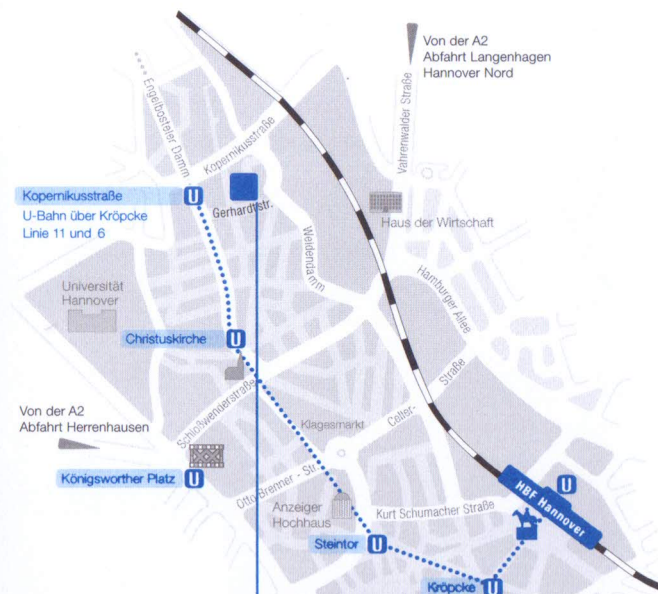 Von der A2
Abfahrt Langenhagen
Hannover Nord
Engelbosteler Damm
Kopernikusstraße
Vahrenwalder Straße
Kopernikusstraße
U
U-Bahn über Kröpcke
Linie 11 und 6
Gerhardtstr.
Haus der Wirtschaft
Weidendamm
Universität
Hannover
Hamburger Allee
Christuskirche
U
Celler-
Straße
Von der A2
Abfahrt Herrenhausen
Schloßwenderstraße
Klagesmarkt
Königsworther Platz
U
Otto-Brenner - Str.
Anzeiger
Hochhaus
Kurt Schumacher Straße
U
HBF Hannover
Steintor
U
Kröpcke
U